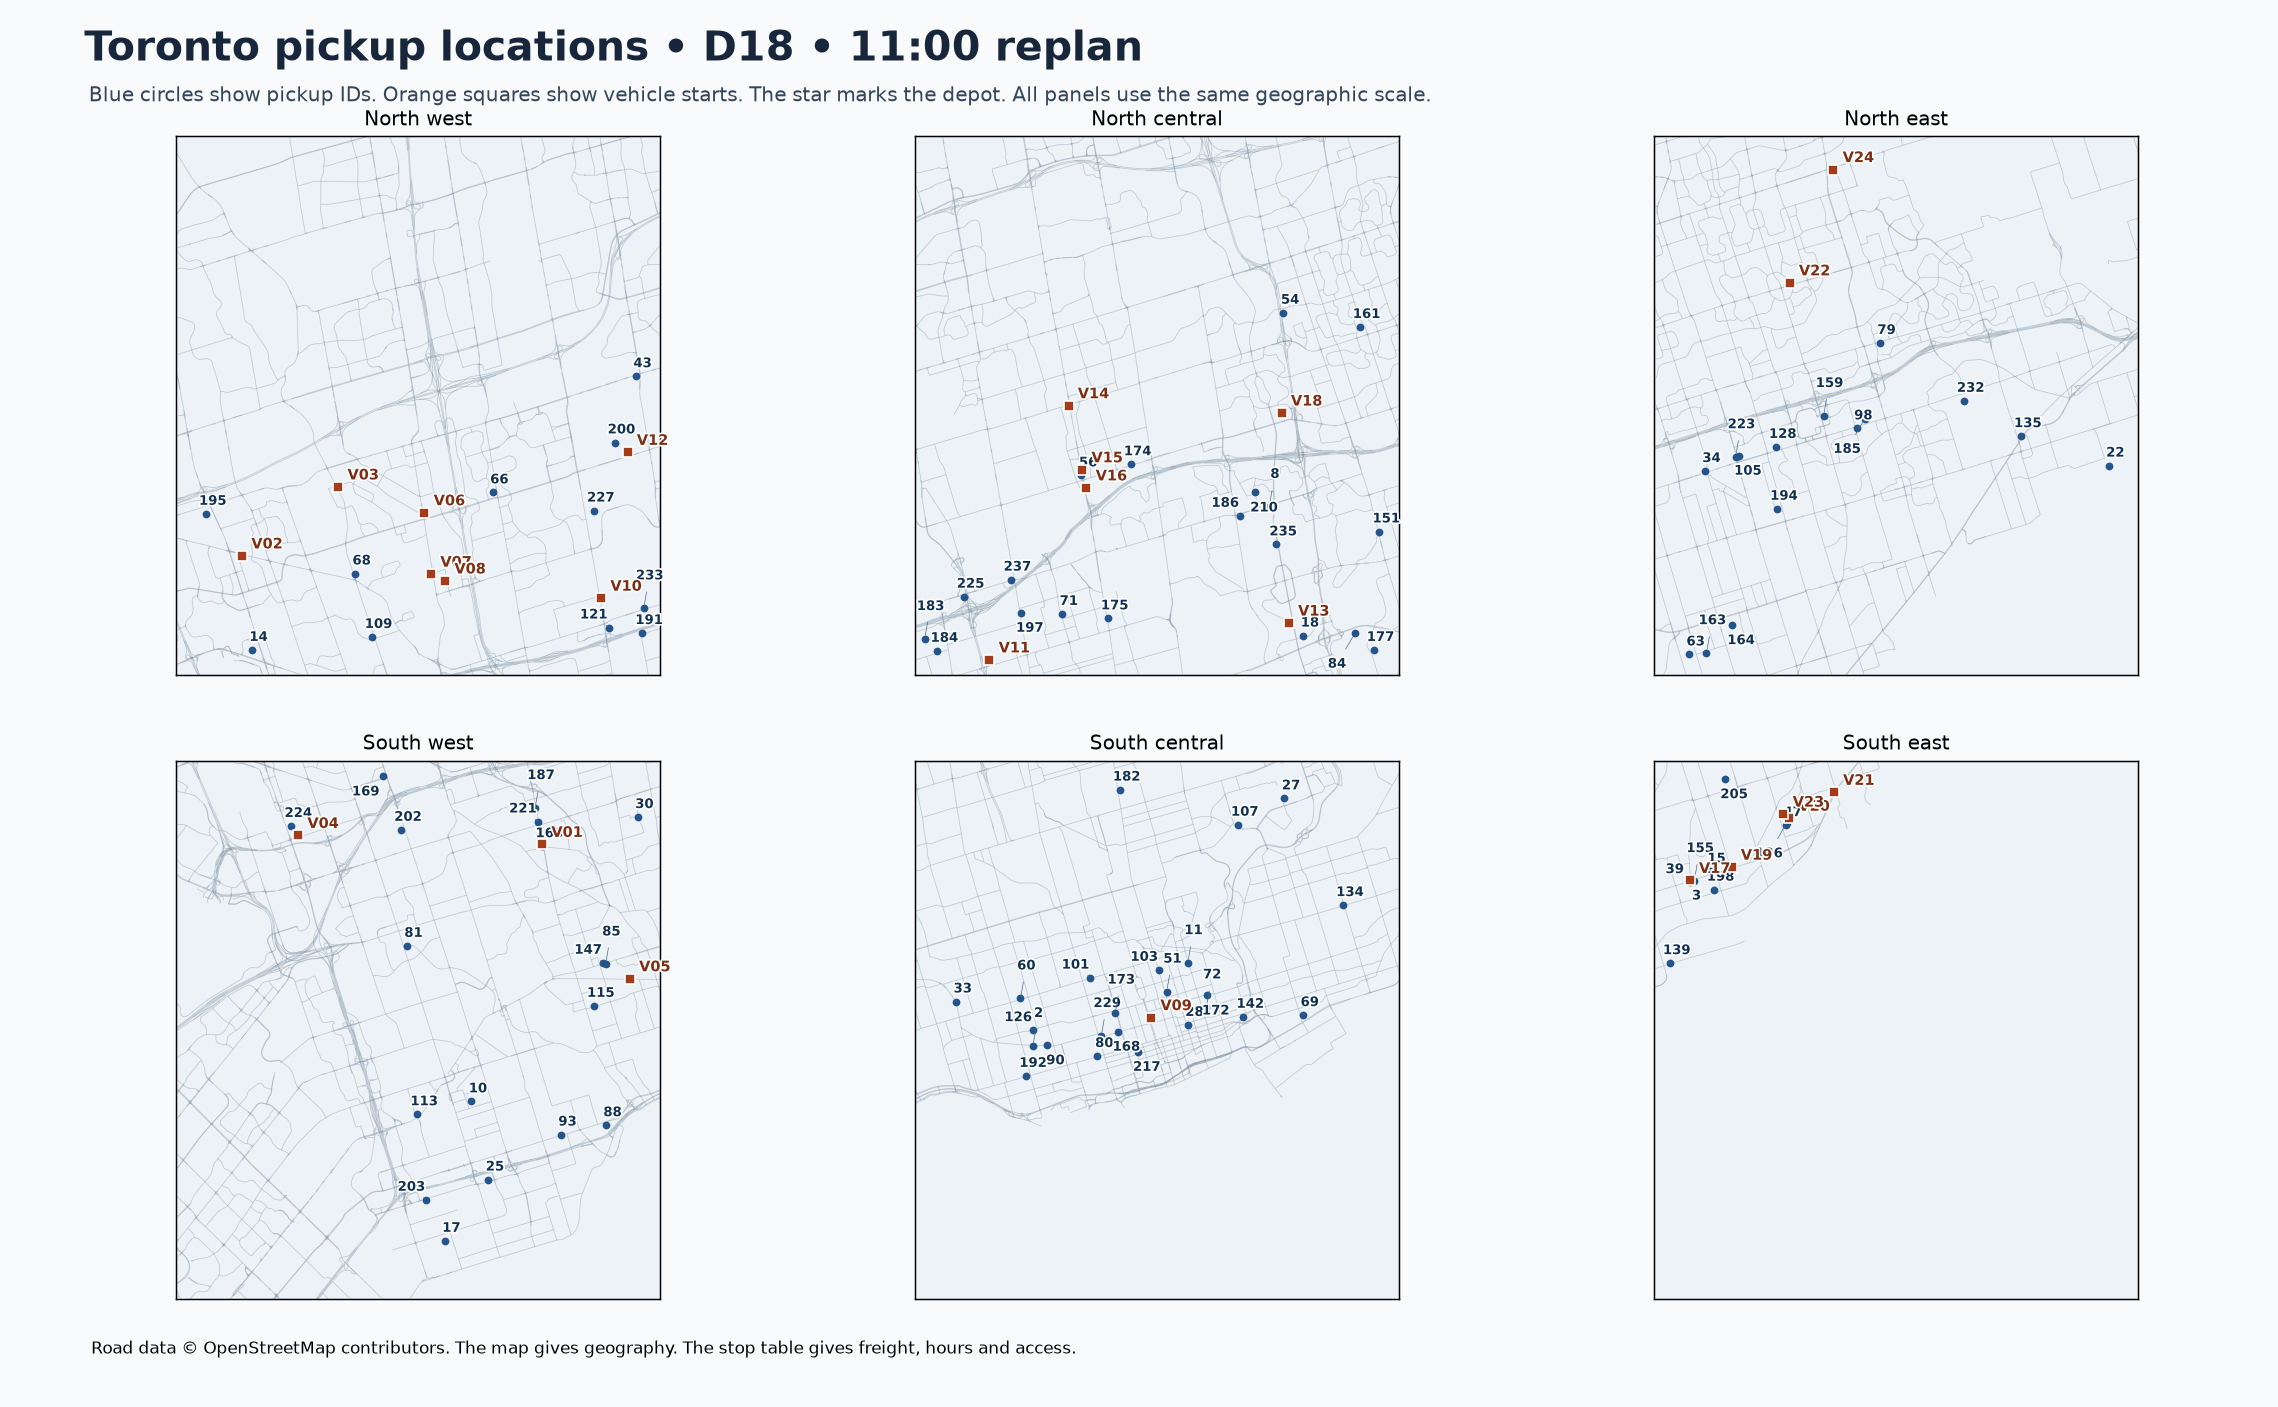 Toronto pickup locations • D18 • 11:00 replan
Blue circles show pickup IDs. Orange squares show vehicle starts. The star marks the depot. All panels use the same geographic scale.
North west
43
200
V12
V03
66
195
V06
227
V02
68
V07
V08
233
V10
121
191
14
109
North central
54
161
V14
V18
174
V15
V16
8
186
210
151
235
237
225
183
71
175
197
V13
18
184
V11
177
84
North east
V24
V22
79
159
232
98
223
128
135
185
34
105
22
194
163
164
63
South west
187
169
221
30
224
V04
202
16
V01
81
85
147
V05
115
10
113
93
88
25
203
17
South central
182
27
107
134
11
103
51
60
101
173
72
33
229
V09
28
172
142
69
126
2
80
168
192
90
217
South east
V21
205
V23
V20
155
15
V19
39
V17
198
3
139
Road data © OpenStreetMap contributors. The map gives geography. The stop table gives freight, hours and access.